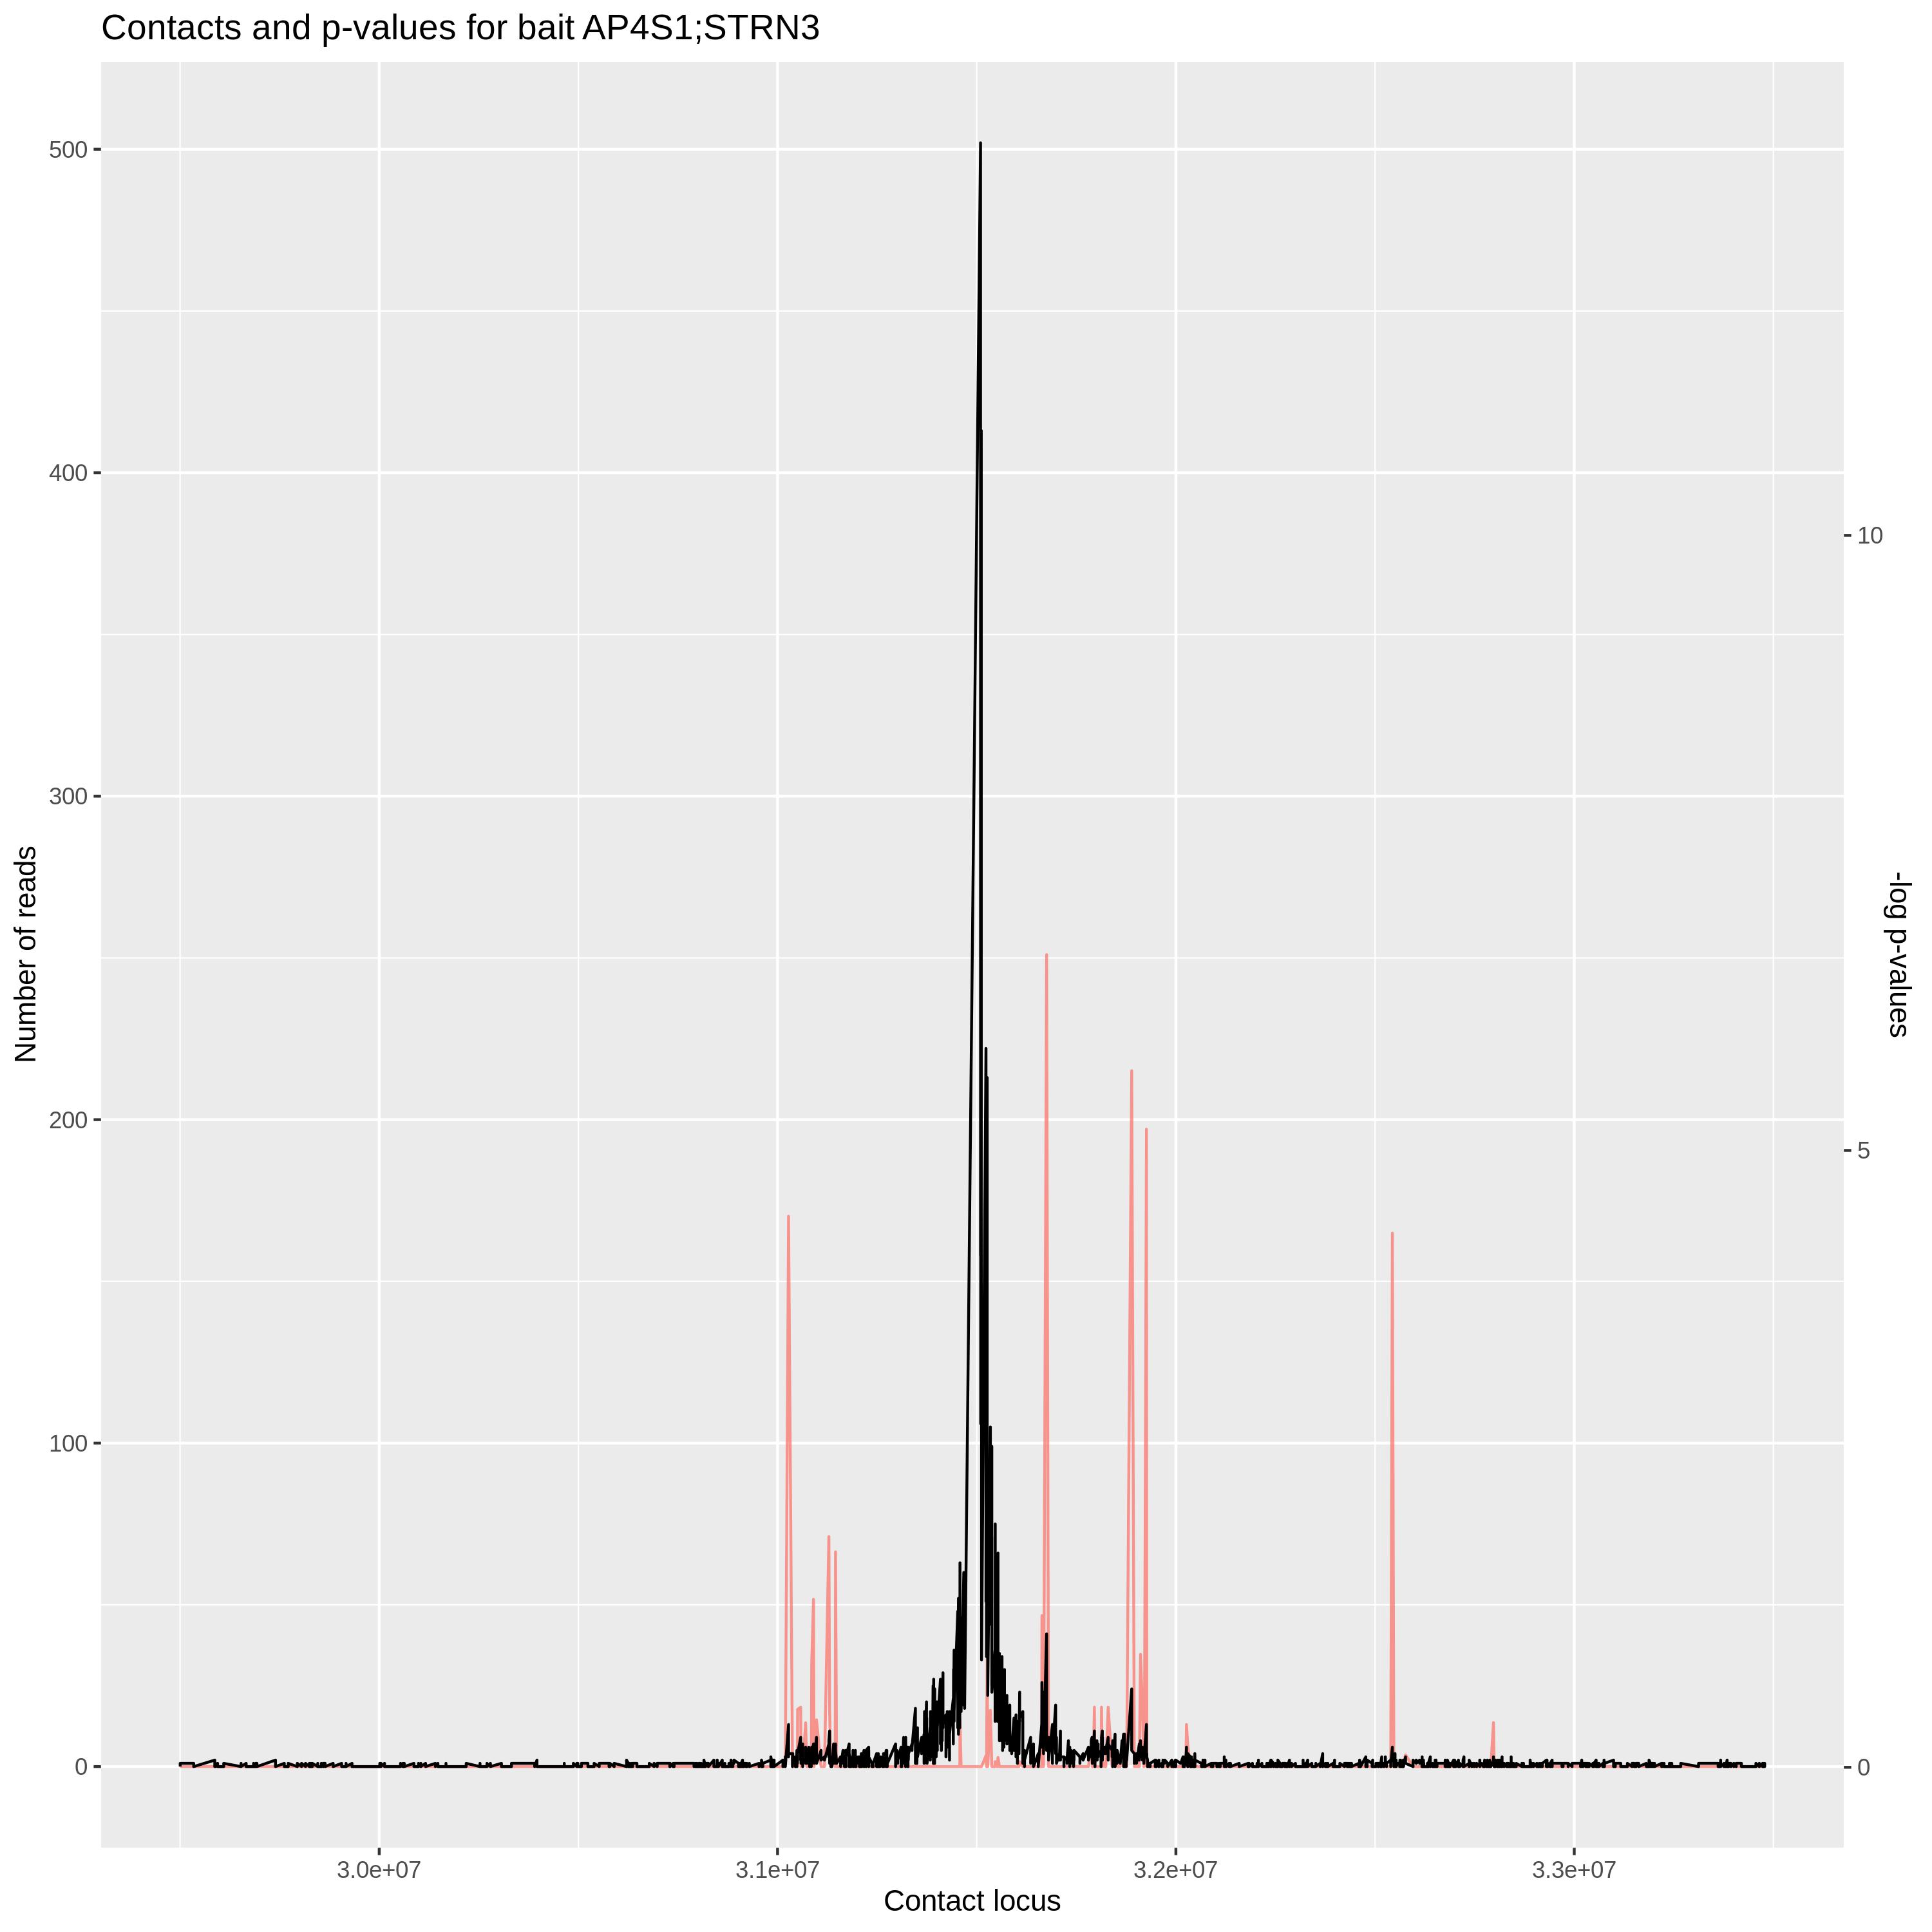 Contacts and p-values for bait AP4S1;STRN3
500
400
300
200
100
0
Number of reads
10
5
0
-log p-values
3.0e+07
3.1e+07
3.2e+07
3.3e+07
Contact locus